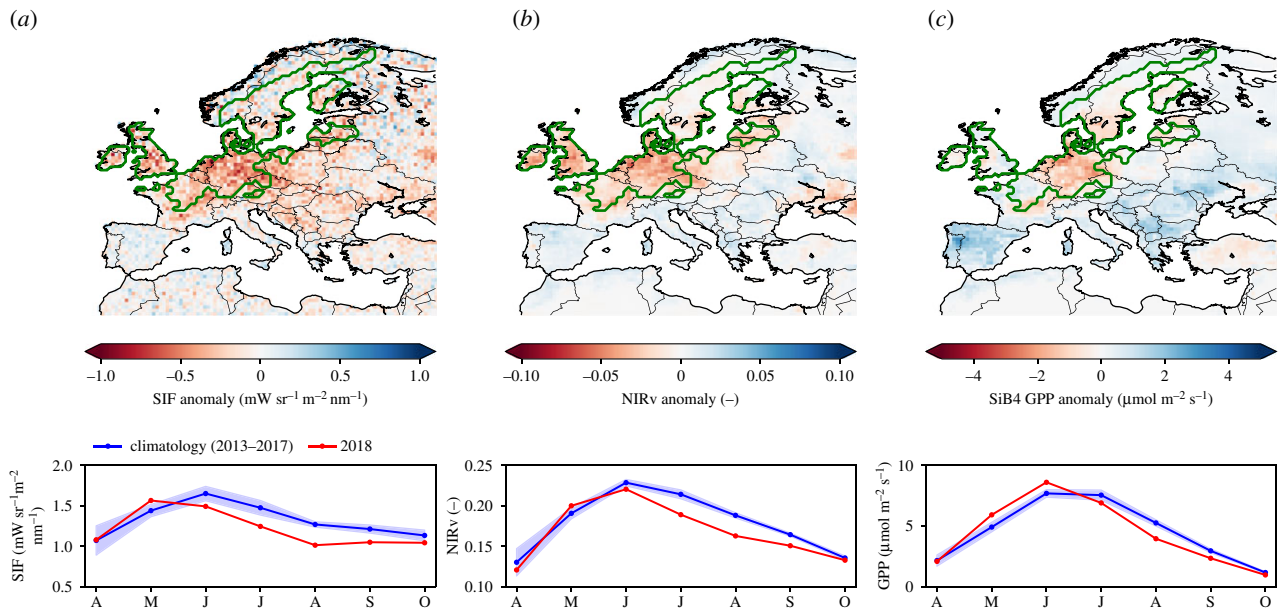 (a) (b) (c)
–1.0 –0.5 0 0.5 1.0
SIF anomaly (mW sr⁻¹ m⁻² nm⁻¹)
–0.10 –0.05 0 0.05 0.10
NIRv anomaly (–)
–4 –2 0 2 4
SiB4 GPP anomaly (µmol m⁻² s⁻¹)
climatology (2013–2017) 2018
SIF (mW sr⁻¹m⁻²
nm⁻¹)
2.0
1.5
1.0
0.5
A M J J A S O
NIRv (–)
0.25
0.20
0.15
0.10
A M J J A S O
GPP (µmol m⁻² s⁻¹)
10
5
0
A M J J A S O